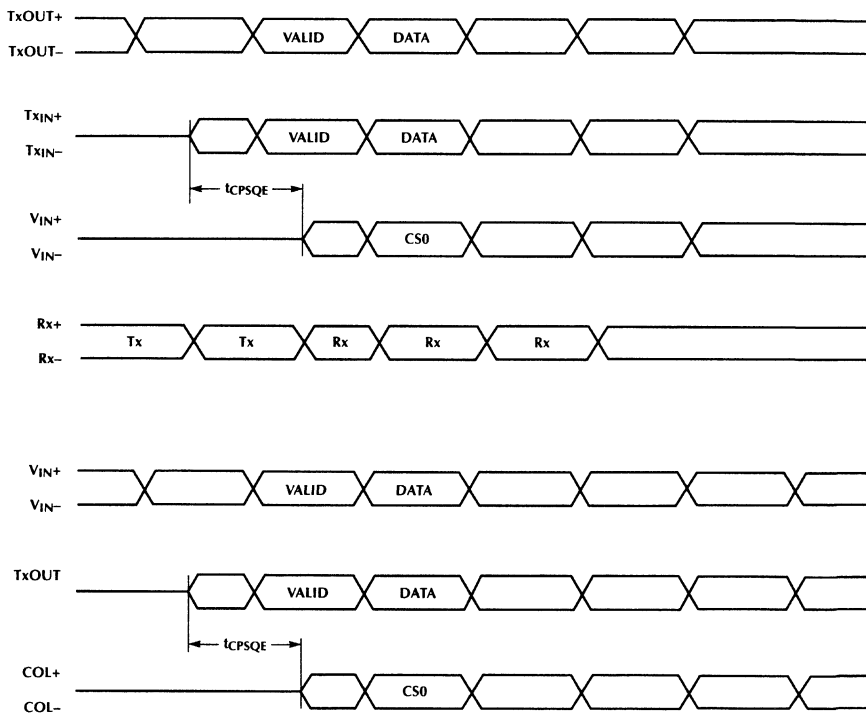 TxOUT+
TxOUT–
VALID DATA
TxIN+
TxIN–
VALID DATA
tCPSQE
VIN+
VIN–
CS0
Rx+
Rx–
Tx Tx Rx Rx Rx
VIN+
VIN–
VALID DATA
TxOUT
VALID DATA
tCPSQE
COL+
COL–
CS0